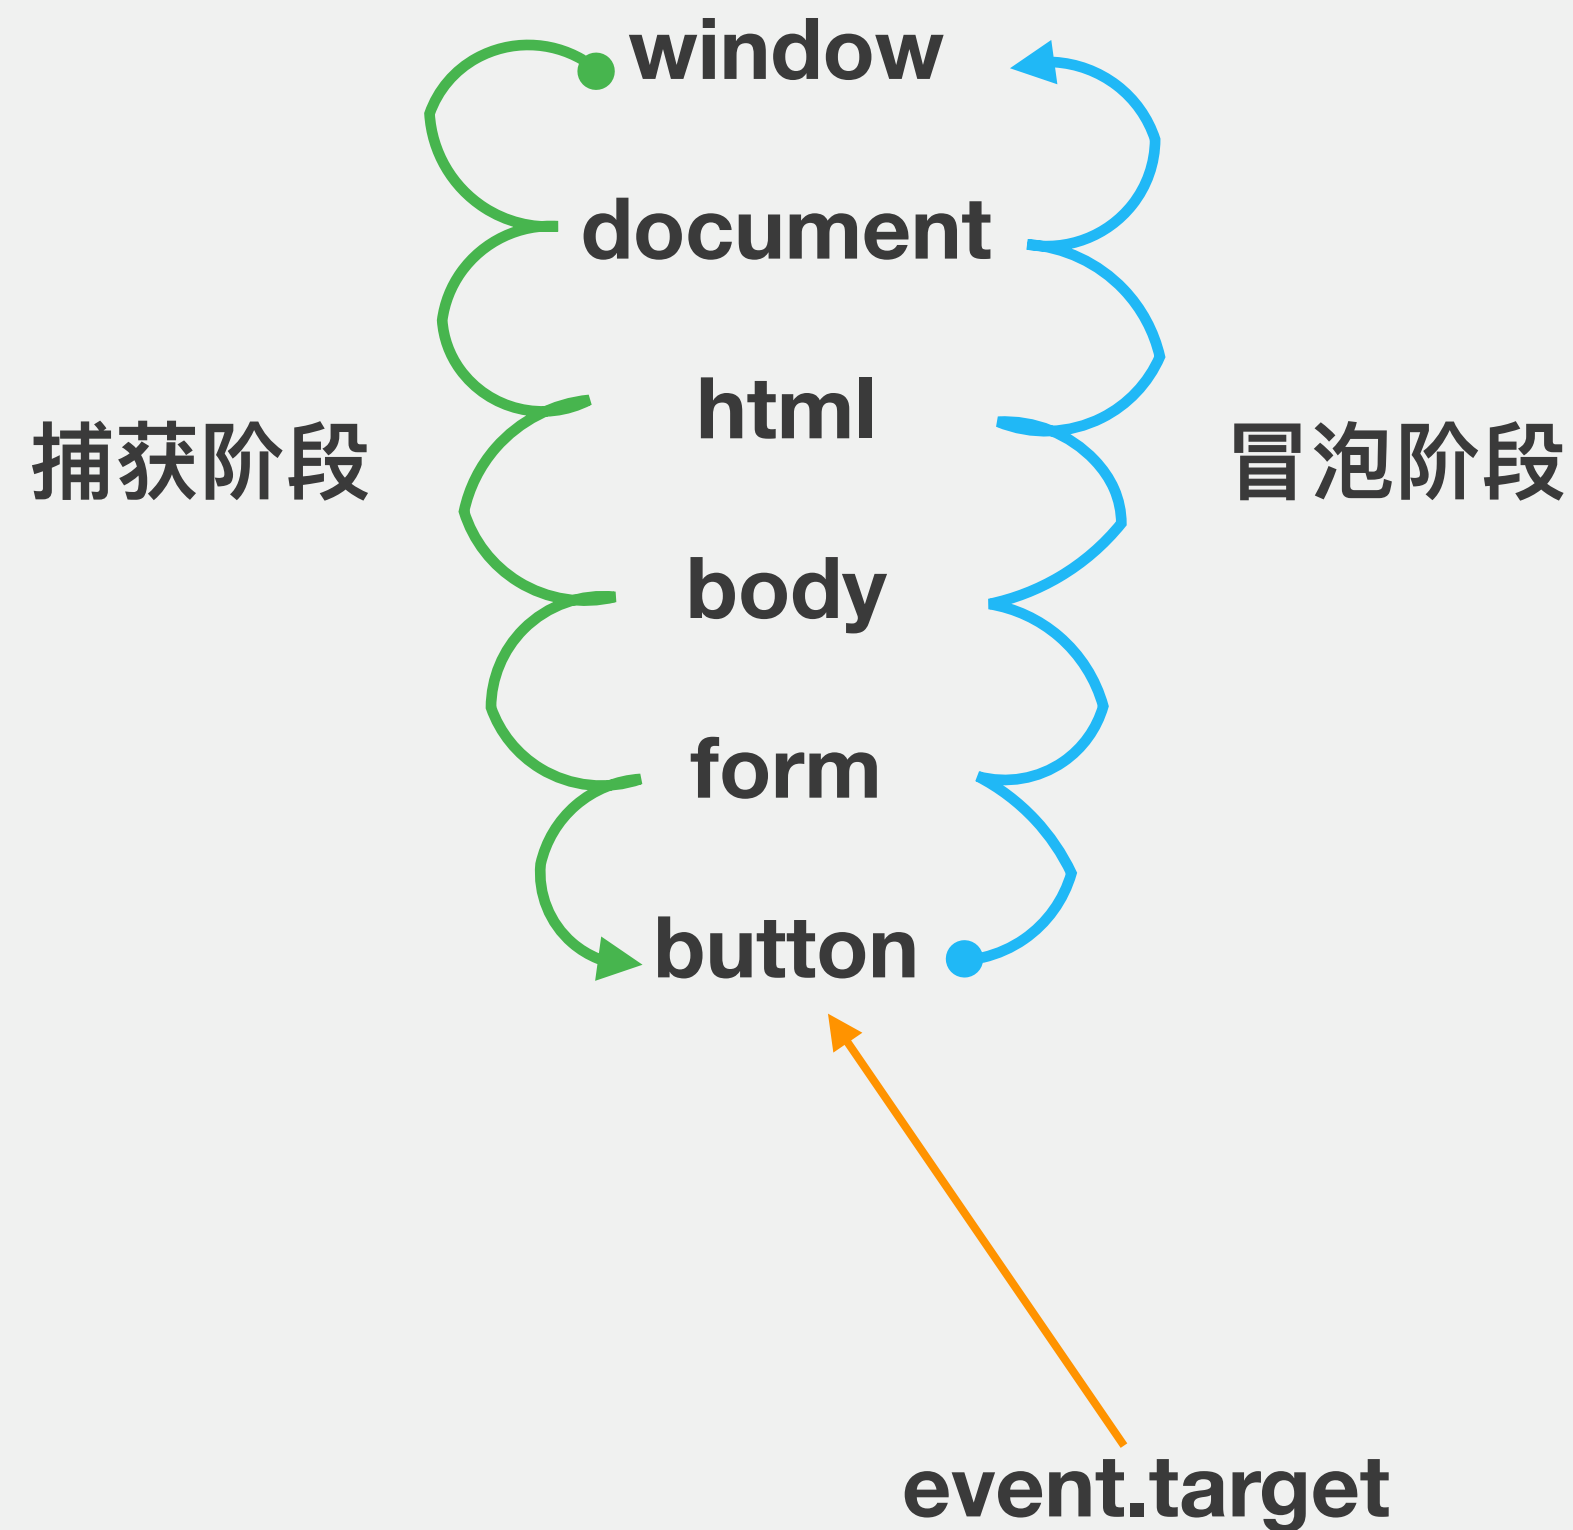 window
document
html
捕获阶段
冒泡阶段
body
form
button
event.target